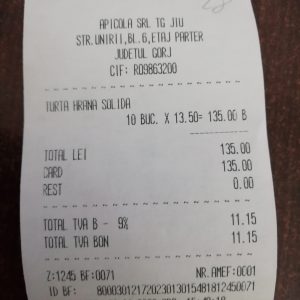 APICOLA SRL TG JIU
STR.UNIRII,BL.6,ETAJ PARTER
JUDETUL GORJ
CIF: RO9863200
TURTA HRANA SOLIDA
10 BUC. X 13.50= 135.00 B
TOTAL LEI 135.00
CARD 135.00
REST 0.00
TOTAL TVA B - 9% 11.15
TOTAL TVA BON 11.15
Z:1245 BF:0071 NR.AMEF:0001
ID BF: 80003012172023013015481812450071